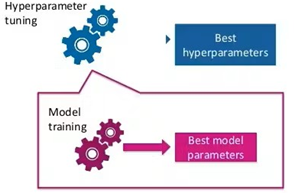 Hyperparameter
tuning
Best
hyperparameters
Model
training
Best model
parameters